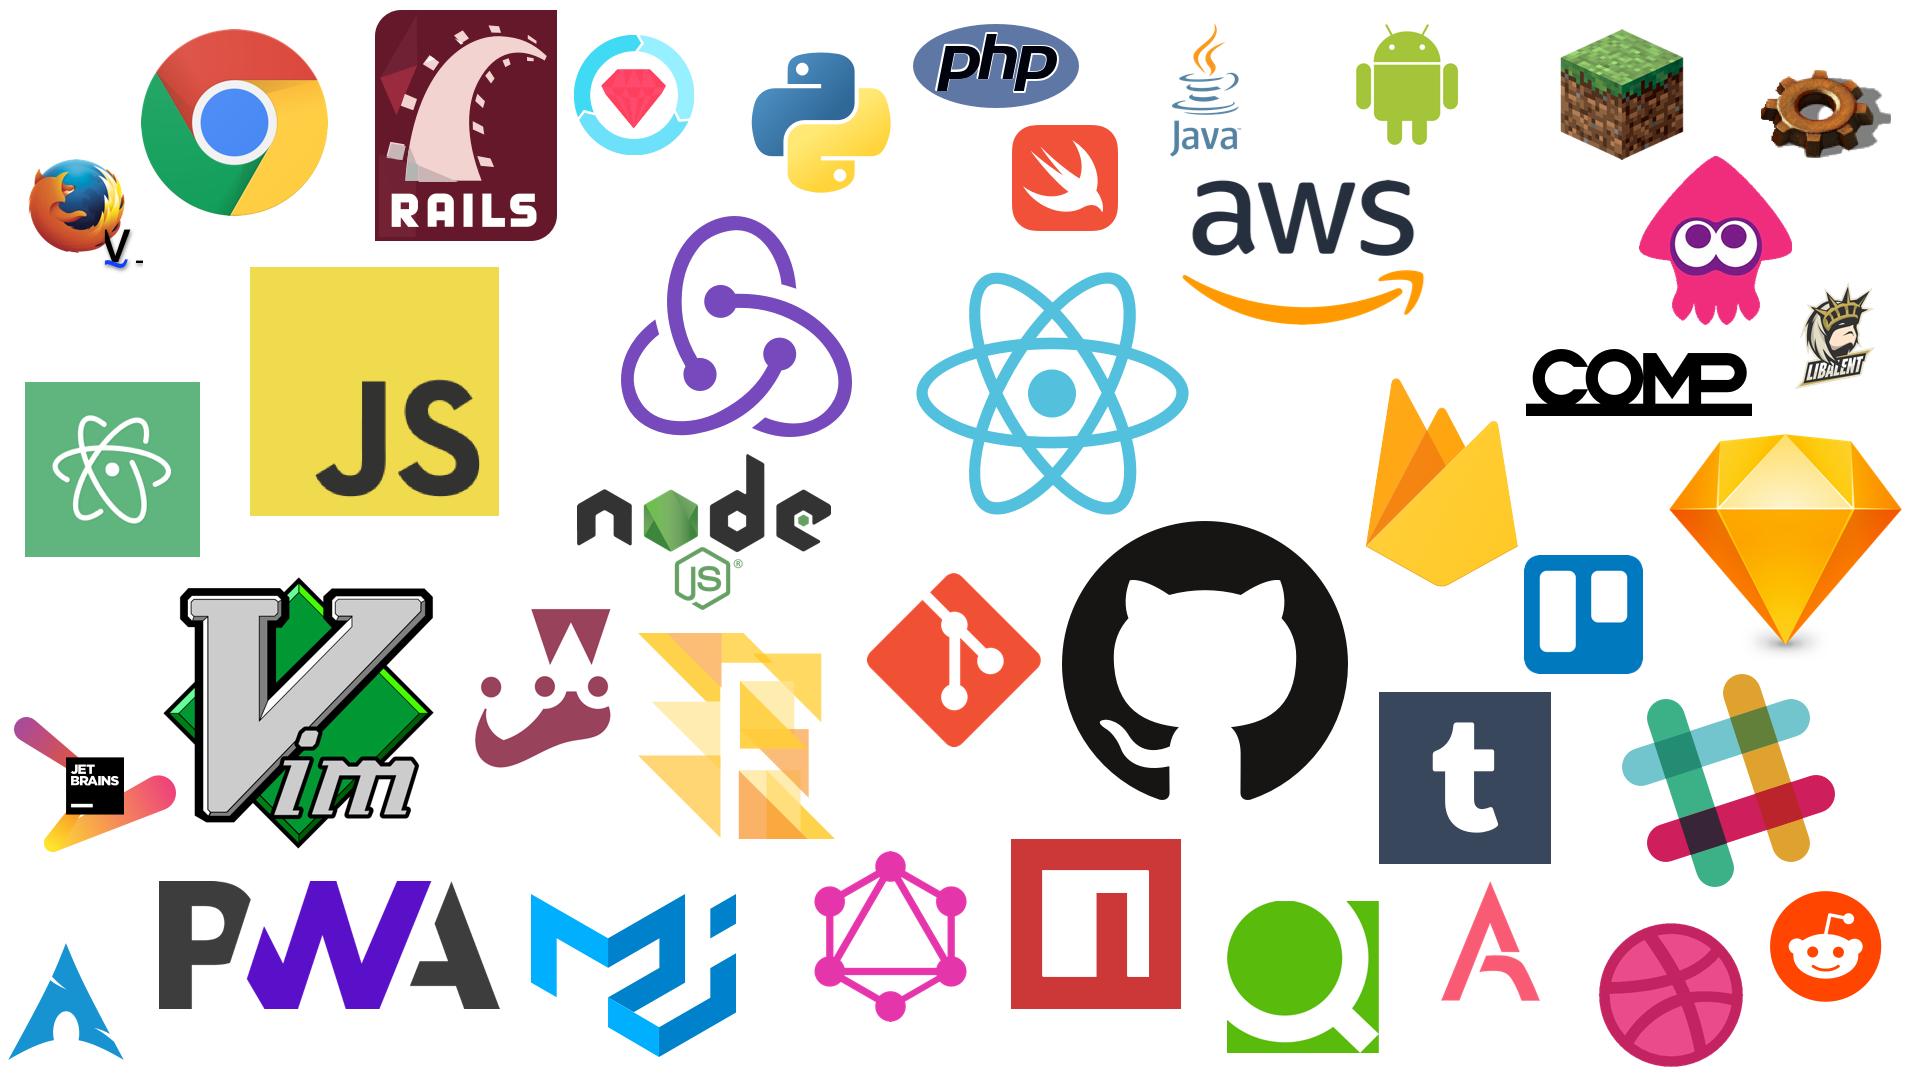 php
Java
RAILS
aws
V
LIBALENT
COMP
JS
node
JS
®
Vim
t
JET
BRAINS
PWA
n
A